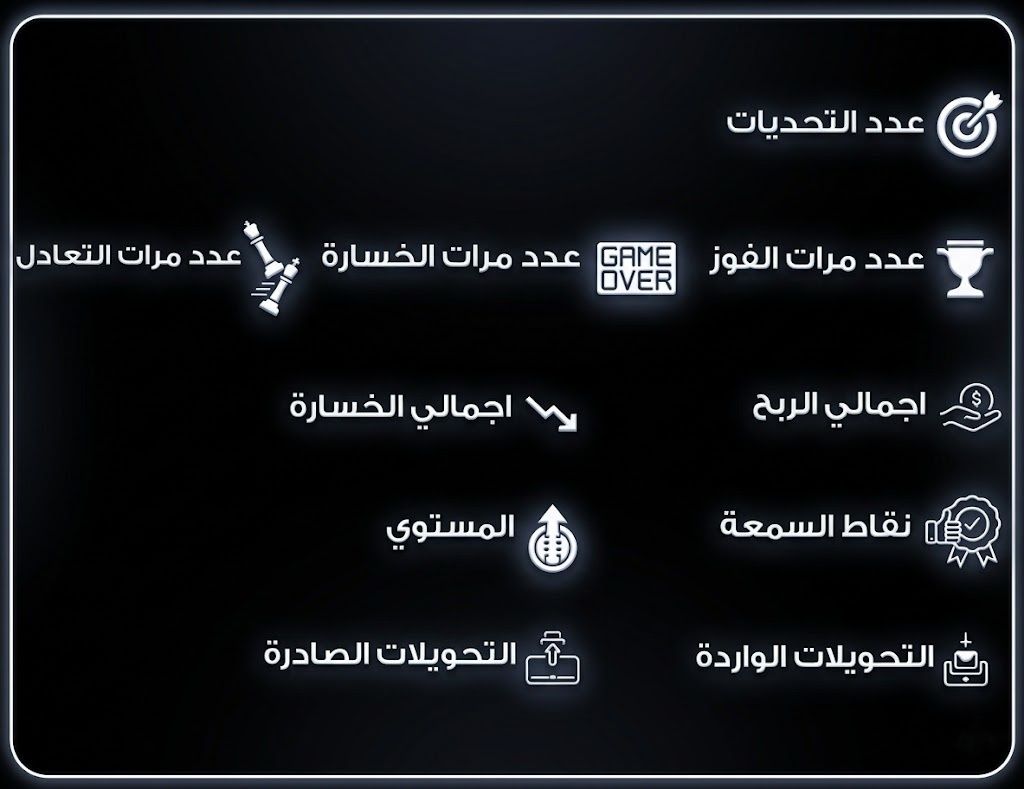 عدد التحديات
عدد مرات الفوز
GAME OVER
عدد مرات الخسارة
عدد مرات التعادل
$
اجمالي الربح
اجمالي الخسارة
نقاط السمعة
المستوي
التحويلات الواردة
التحويلات الصادرة